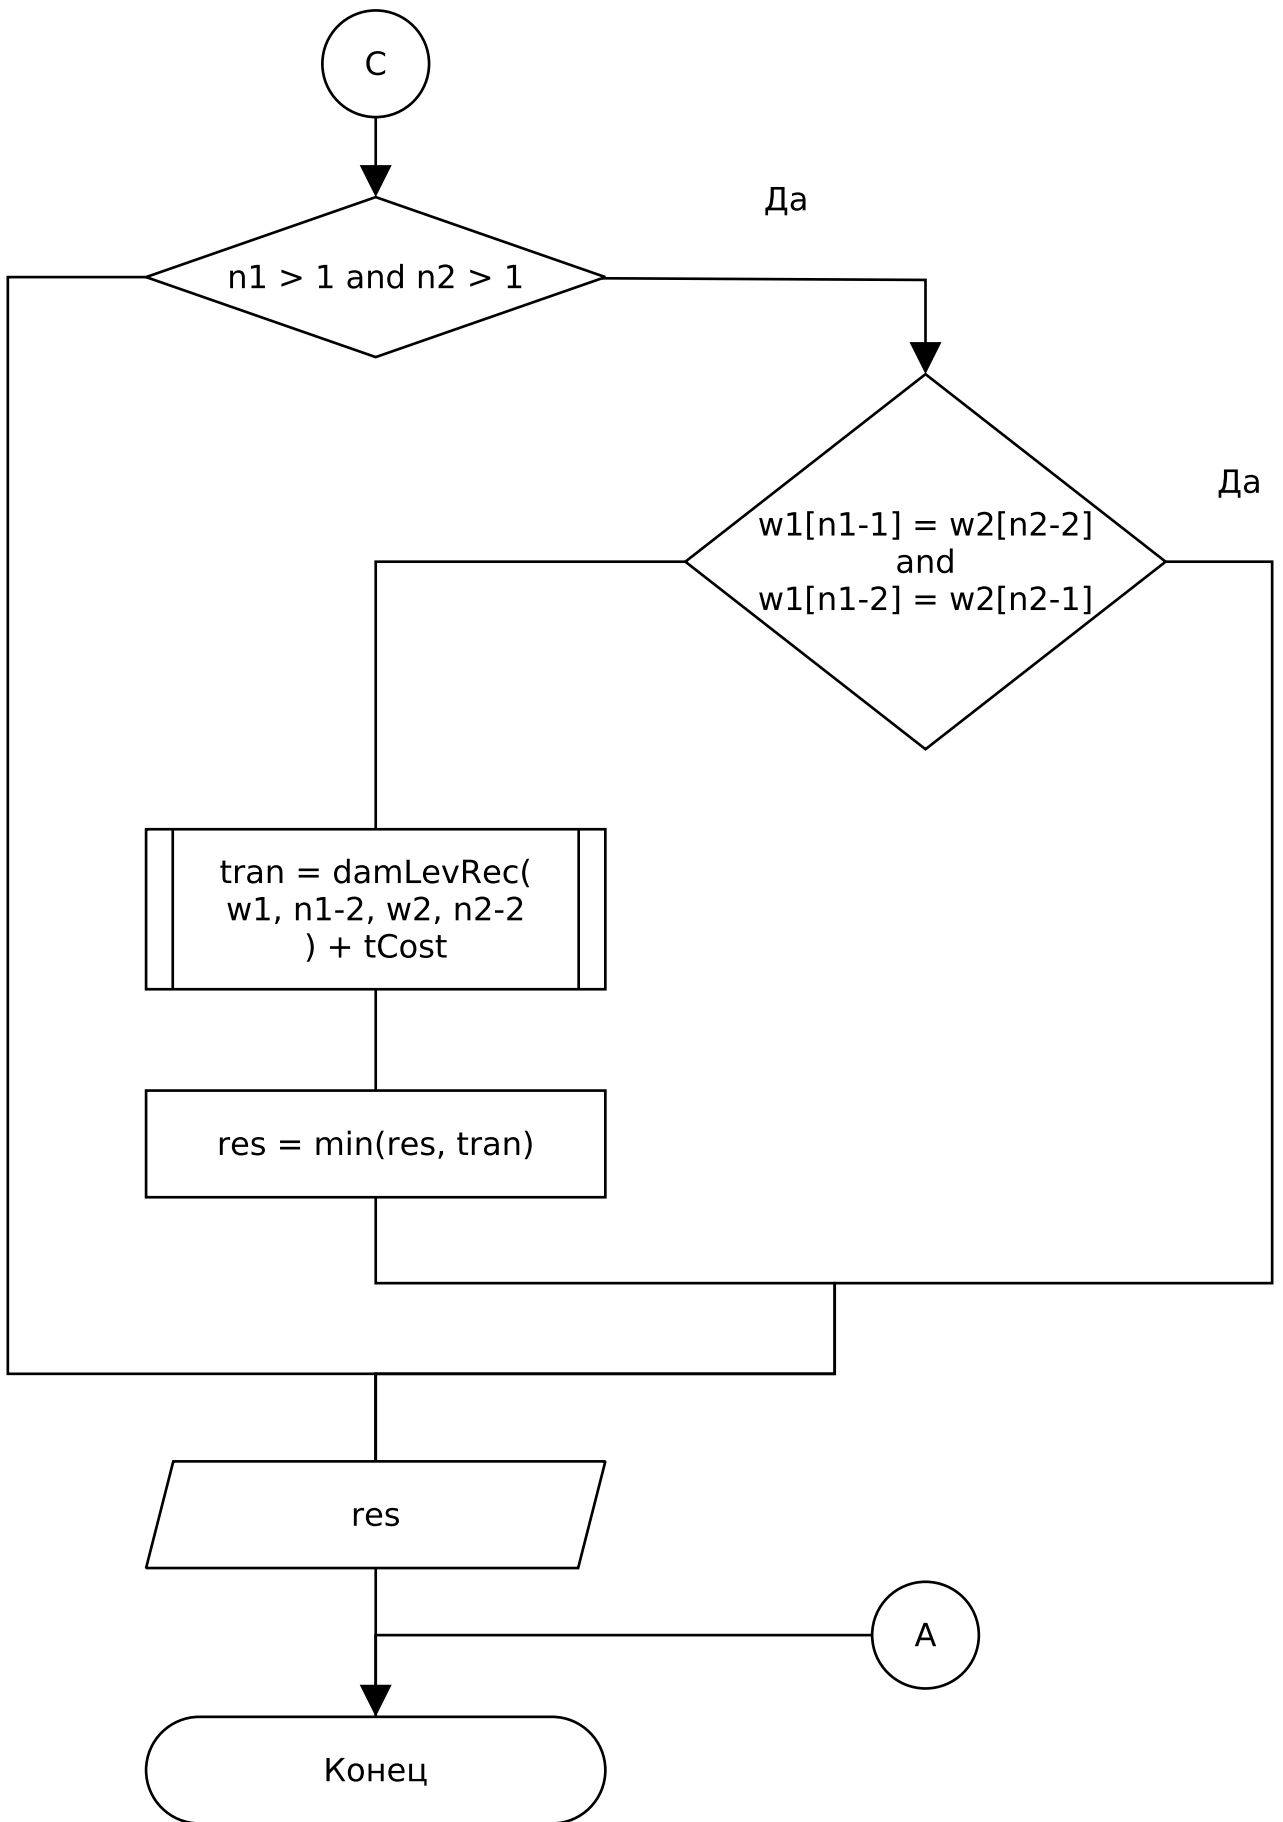 C
Да
n1 > 1 and n2 > 1
Да
w1[n1-1] = w2[n2-2]
and
w1[n1-2] = w2[n2-1]
tran = damLevRec(
w1, n1-2, w2, n2-2
) + tCost
res = min(res, tran)
res
A
Конец